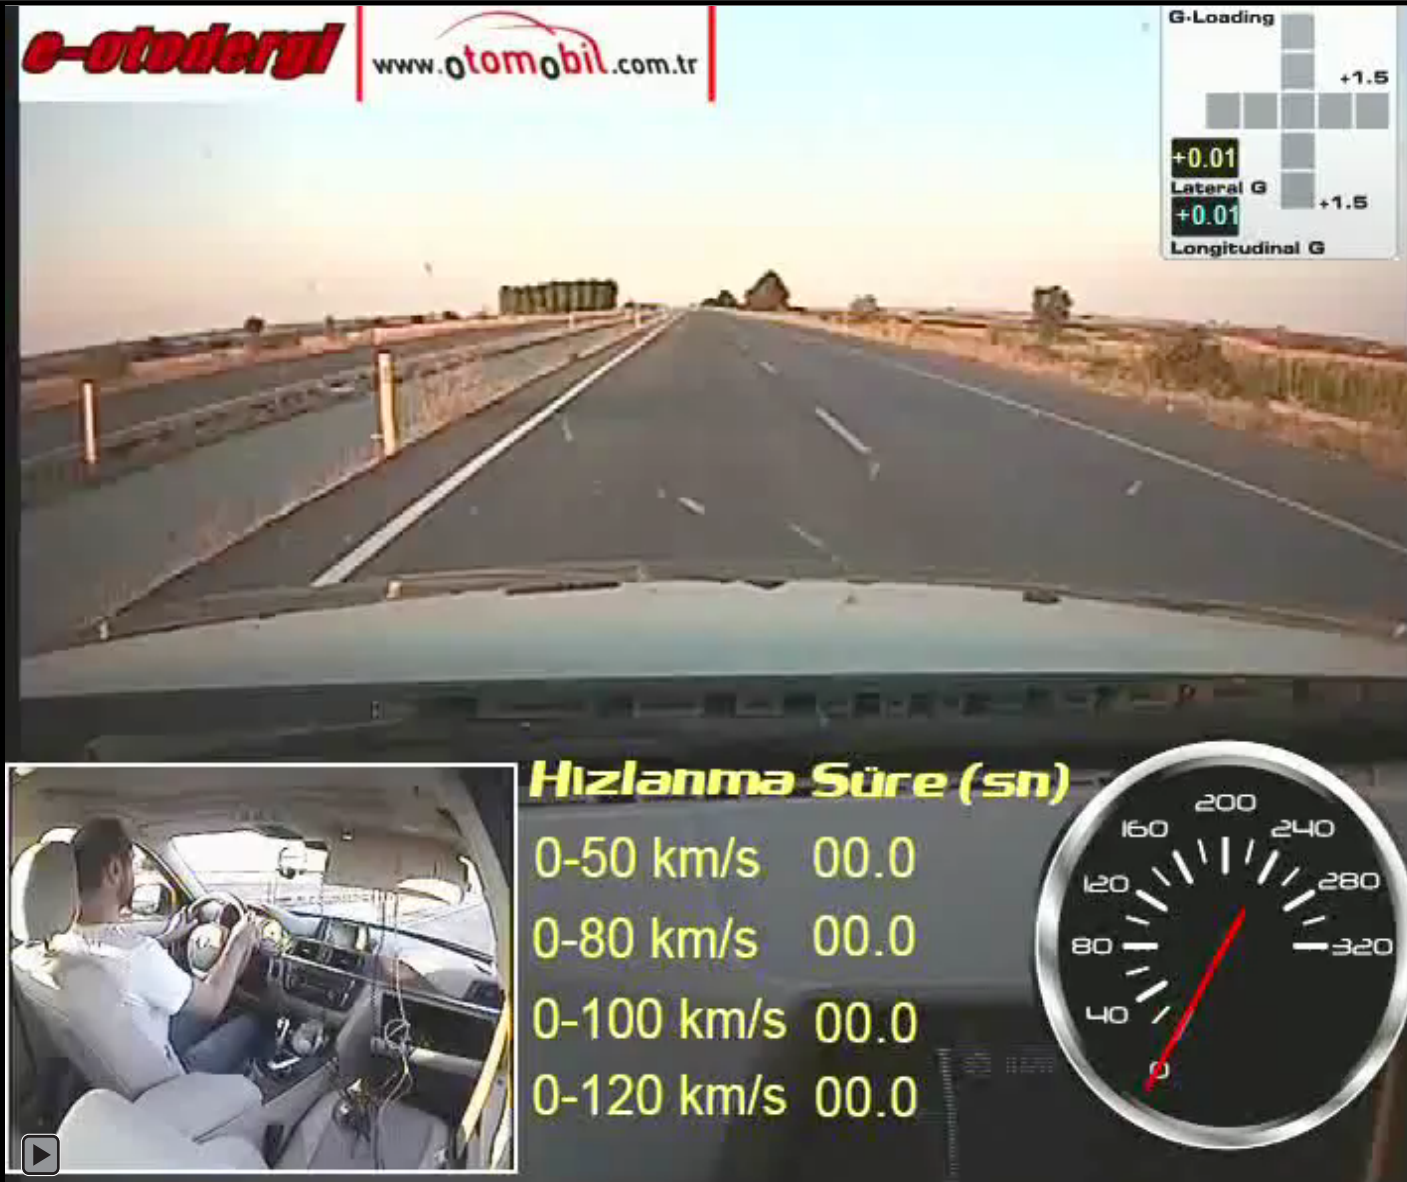 e-otodergi
www.otomobil.com.tr
G-Loading
+1.5
+0.01
Lateral G
+0.01
+1.5
Longitudinal G
Hızlanma Süre (sn)
0-50 km/s 00.0
0-80 km/s 00.0
0-100 km/s 00.0
0-120 km/s 00.0
0
40
80
120
160
200
240
280
320